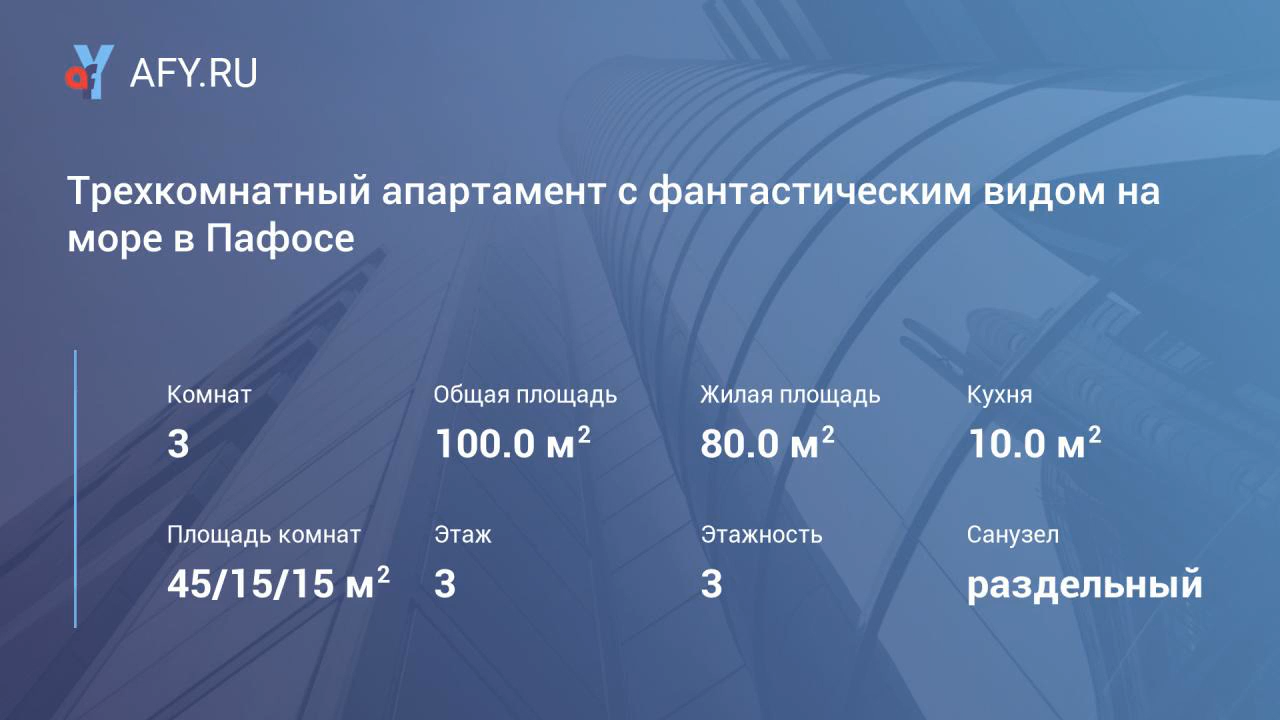 AFY.RU
Трехкомнатный апартамент с фантастическим видом на
море в Пафосе
Комнат
3
Общая площадь
100.0 м²
Жилая площадь
80.0 м²
Кухня
10.0 м²
Площадь комнат
45/15/15 м²
Этаж
3
Этажность
3
Санузел
раздельный